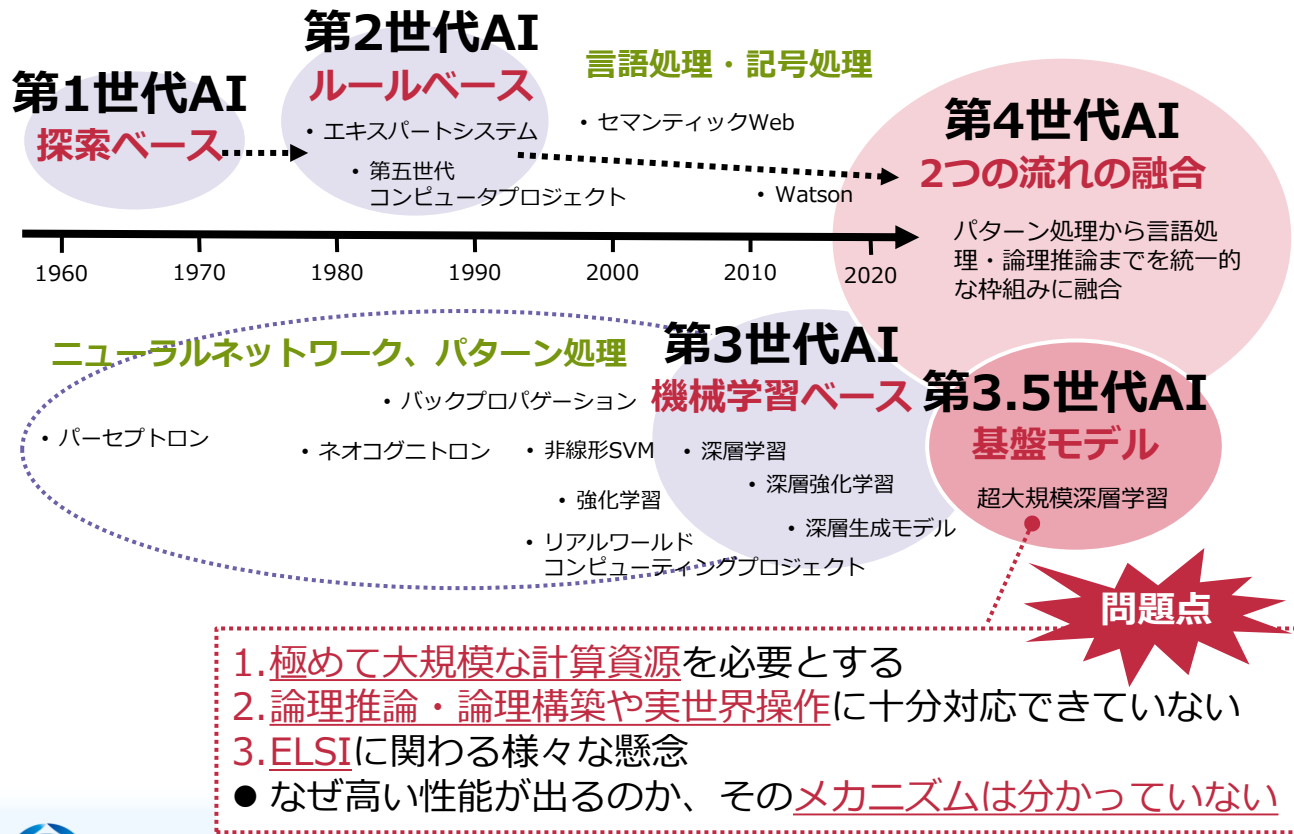 第1世代AI
探索ベース
第2世代AI
ルールベース
• エキスパートシステム
• 第五世代
コンピュータプロジェクト
言語処理・記号処理
• セマンティックWeb
• Watson
第4世代AI
2つの流れの融合
パターン処理から言語処
理・論理推論までを統一的
な枠組みに融合
1960 1970 1980 1990 2000 2010 2020
ニューラルネットワーク、パターン処理
• パーセプトロン
• バックプロパゲーション
• ネオコグニトロン
• 非線形SVM
• 強化学習
• リアルワールド
コンピューティングプロジェクト
第3世代AI
機械学習ベース
• 深層学習
• 深層強化学習
• 深層生成モデル
第3.5世代AI
基盤モデル
超大規模深層学習
問題点
1.極めて大規模な計算資源を必要とする
2.論理推論・論理構築や実世界操作に十分対応できていない
3.ELSIに関わる様々な懸念
● なぜ高い性能が出るのか、そのメカニズムは分かっていない